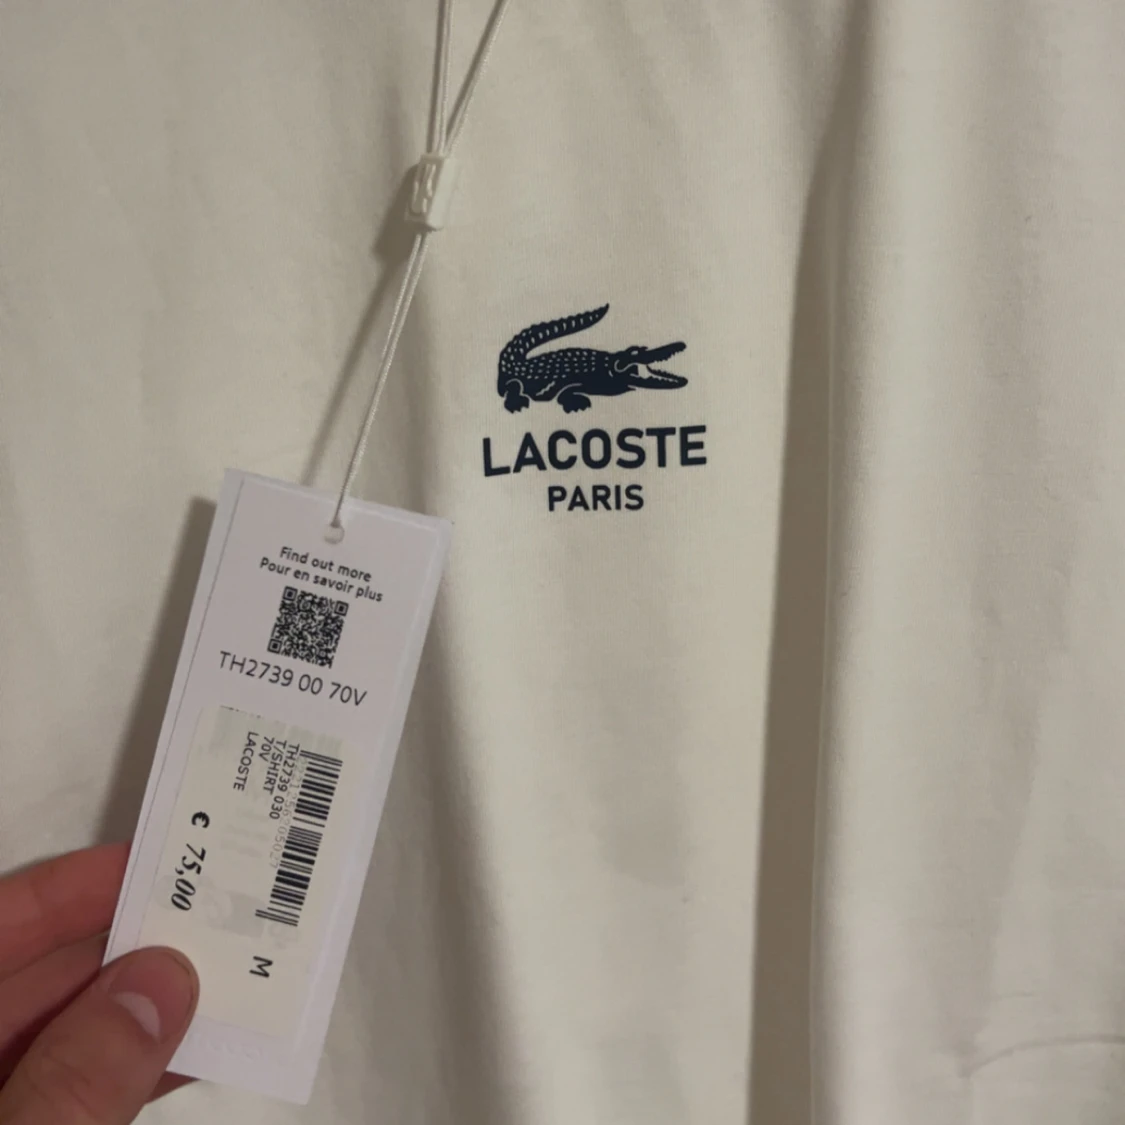 LACOSTE
PARIS
Find out more
Pour en savoir plus
TH2739 00 70V
TH2739 030
T/SHIRT
70V
LACOSTE
€ 75,00
M